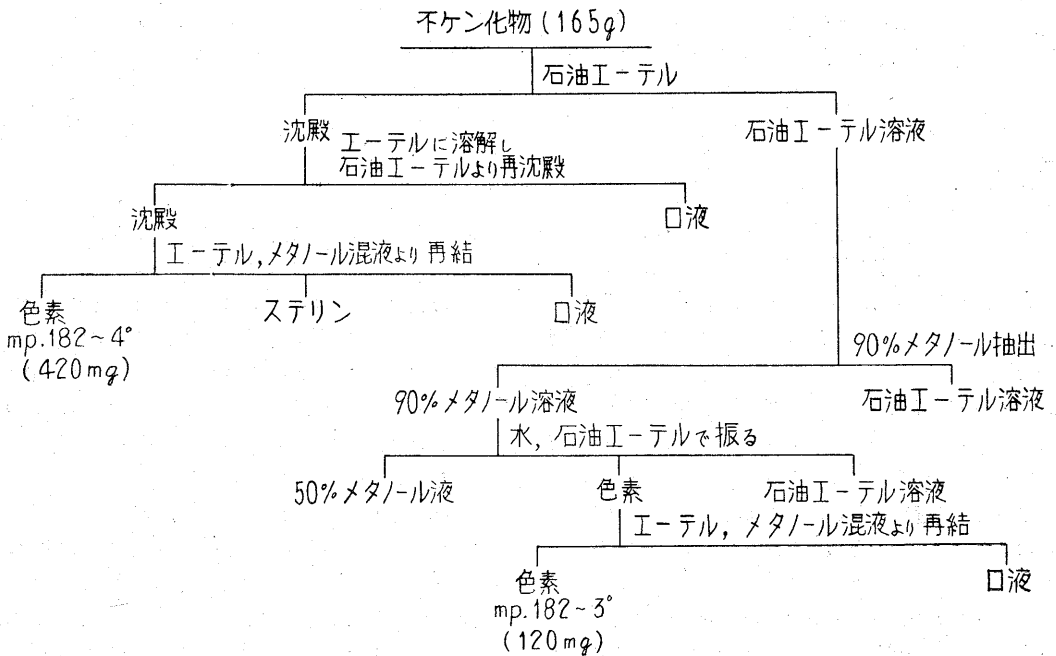 不ケン化物(165g)
石油エーテル
沈殿
エーテルに溶解し
石油エーテルより再沈殿
石油エーテル溶液
沈殿
口液
エーテル,メタノール混液より再結
色素
mp.182~4°
(420mg)
ステリン
口液
90%メタノール抽出
90%メタノール溶液
石油エーテル溶液
水,石油エーテルで振る
50%メタノール液
色素
石油エーテル溶液
エーテル,メタノール混液より再結
色素
mp.182~3°
(120mg)
口液